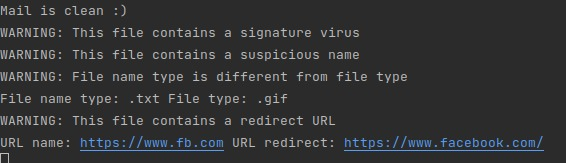 Mail is clean :)
WARNING: This file contains a signature virus
WARNING: This file contains a suspicious name
WARNING: File name type is different from file type
File name type: .txt File type: .gif
WARNING: This file contains a redirect URL
URL name: https://www.fb.com URL redirect: https://www.facebook.com/